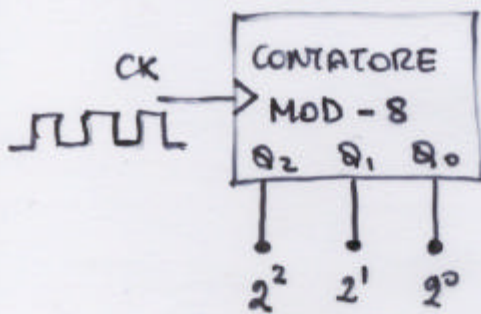 CK
CONTATORE
MOD - 8
Q₂ Q₁ Q₀
2² 2¹ 2⁰